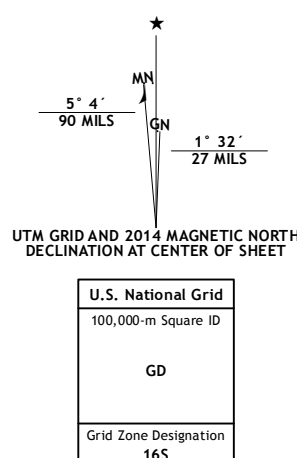 ★
MN
5° 4´
90 MILS
GN
1° 32´
27 MILS
UTM GRID AND 2014 MAGNETIC NORTH
DECLINATION AT CENTER OF SHEET
U.S. National Grid
100,000-m Square ID
GD
Grid Zone Designation
16S